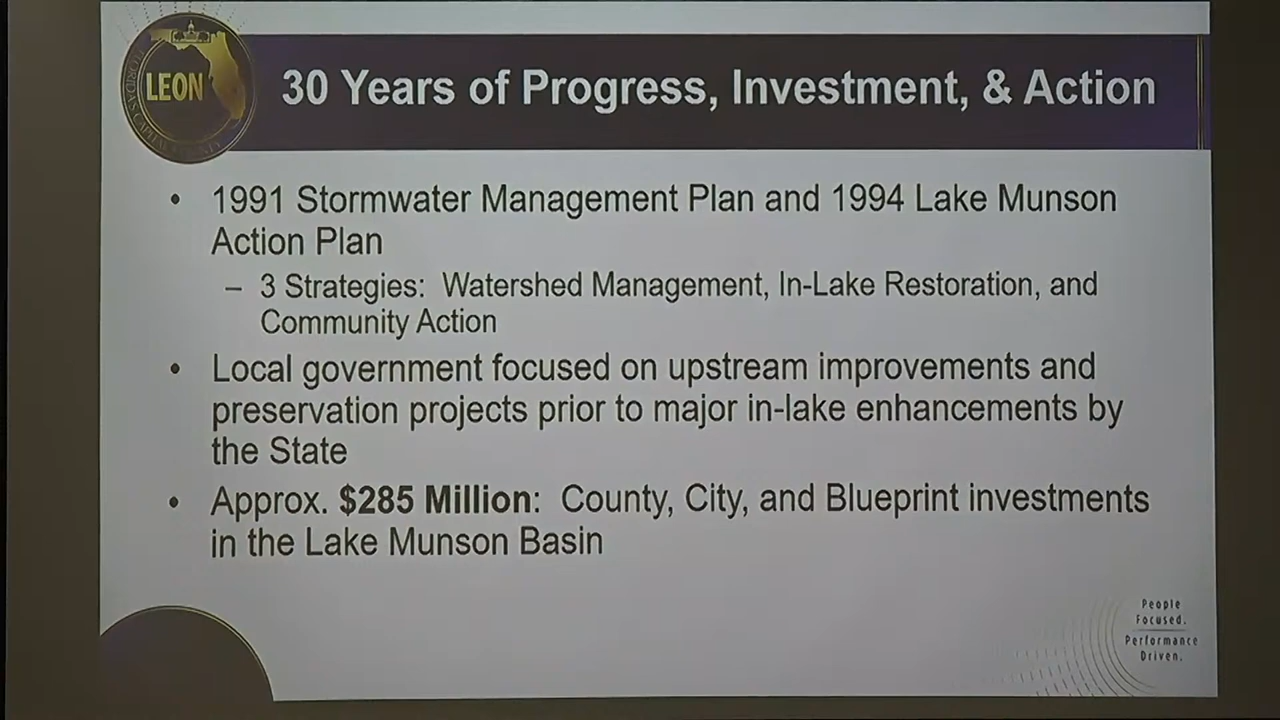 LEON
30 Years of Progress, Investment, & Action
• 1991 Stormwater Management Plan and 1994 Lake Munson
Action Plan
– 3 Strategies: Watershed Management, In-Lake Restoration, and
Community Action
• Local government focused on upstream improvements and
preservation projects prior to major in-lake enhancements by
the State
• Approx. $285 Million: County, City, and Blueprint investments
in the Lake Munson Basin
People
Focused.
Performance
Driven.